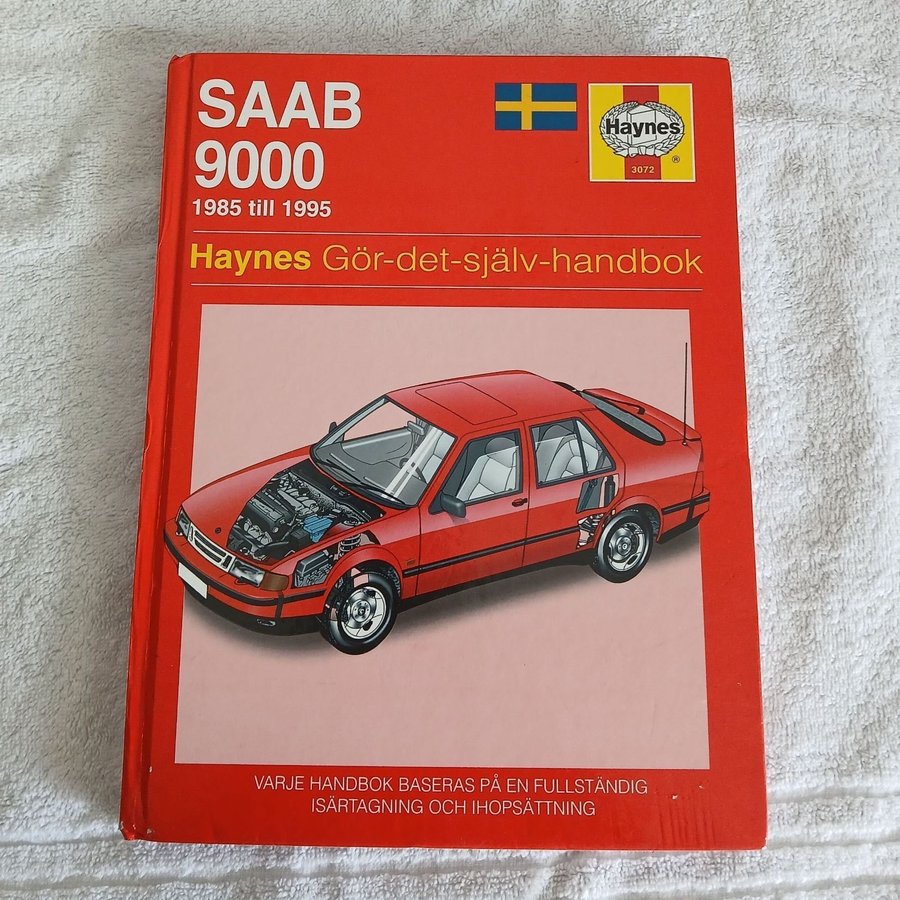 SAAB
9000
1985 till 1995
Haynes
®
3072
Haynes Gör-det-själv-handbok
VARJE HANDBOK BASERAS PÅ EN FULLSTÄNDIG
ISÄRTAGNING OCH IHOPSÄTTNING